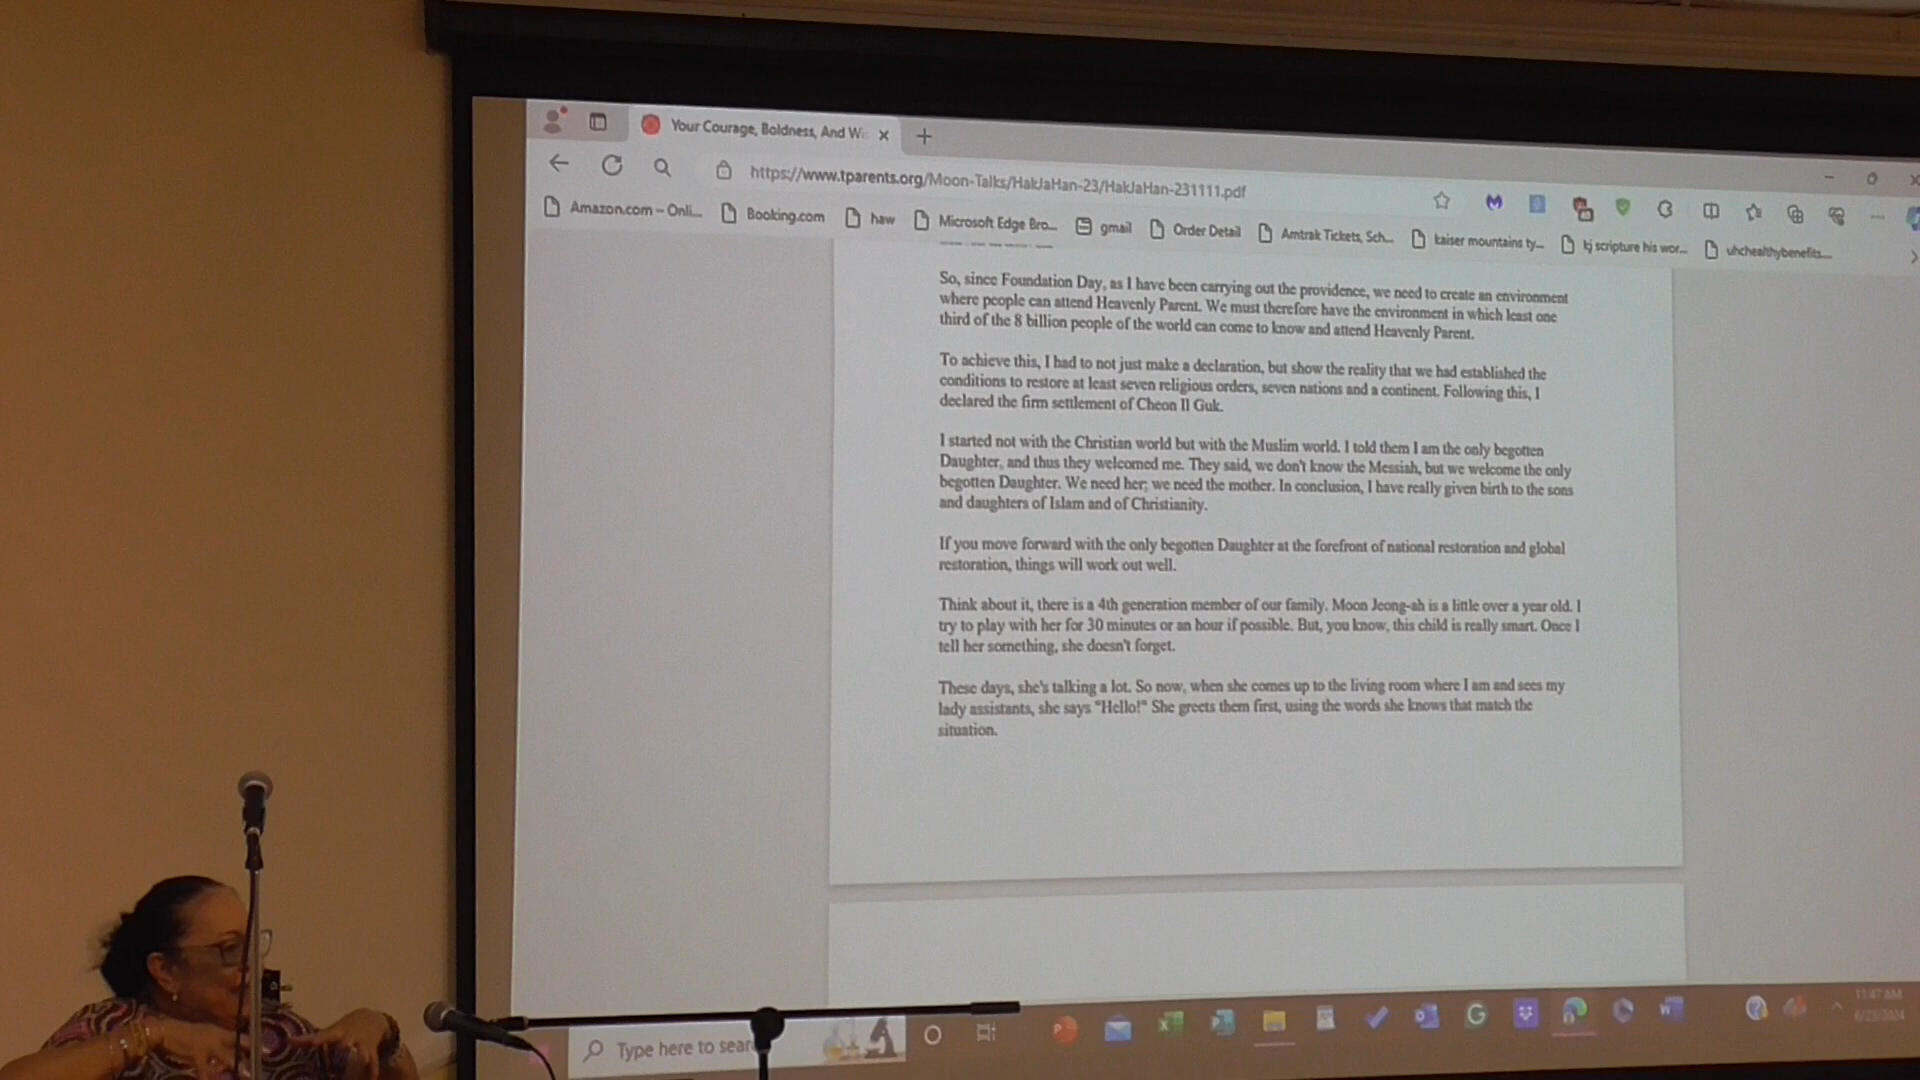 Your Courage, Boldness, And Wi
https://www.tparents.org/Moon-Talks/HakJaHan-23/HakJaHan-231111.pdf
Amazon.com – Onli... Booking.com haw Microsoft Edge Bro... gmail Order Detail Amtrak Tickets, Sch... kaiser mountains ty... kj scripture his wor... uhchealthybenefits....
So, since Foundation Day, as I have been carrying out the providence, we need to create an environment
where people can attend Heavenly Parent. We must therefore have the environment in which least one
third of the 8 billion people of the world can come to know and attend Heavenly Parent.
To achieve this, I had to not just make a declaration, but show the reality that we had established the
conditions to restore at least seven religious orders, seven nations and a continent. Following this, I
declared the firm settlement of Cheon Il Guk.
I started not with the Christian world but with the Muslim world. I told them I am the only begotten
Daughter, and thus they welcomed me. They said, we don't know the Messiah, but we welcome the only
begotten Daughter. We need her; we need the mother. In conclusion, I have really given birth to the sons
and daughters of Islam and of Christianity.
If you move forward with the only begotten Daughter at the forefront of national restoration and global
restoration, things will work out well.
Think about it, there is a 4th generation member of our family. Moon Jeong-ah is a little over a year old. I
try to play with her for 30 minutes or an hour if possible. But, you know, this child is really smart. Once I
tell her something, she doesn't forget.
These days, she's talking a lot. So now, when she comes up to the living room where I am and sees my
lady assistants, she says "Hello!" She greets them first, using the words she knows that match the
situation.
Type here to sear
11:47 AM
6/23/2024